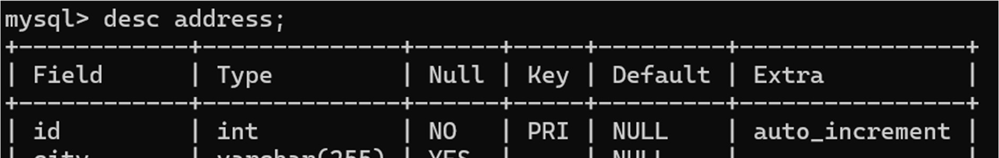 mysql> desc address;
+------------+--------------+------+-----+---------+----------------+
| Field      | Type         | Null | Key | Default | Extra          |
+------------+--------------+------+-----+---------+----------------+
| id         | int          | NO   | PRI | NULL    | auto_increment |
| city       | varchar(255) | YES  |     | NULL    |                |